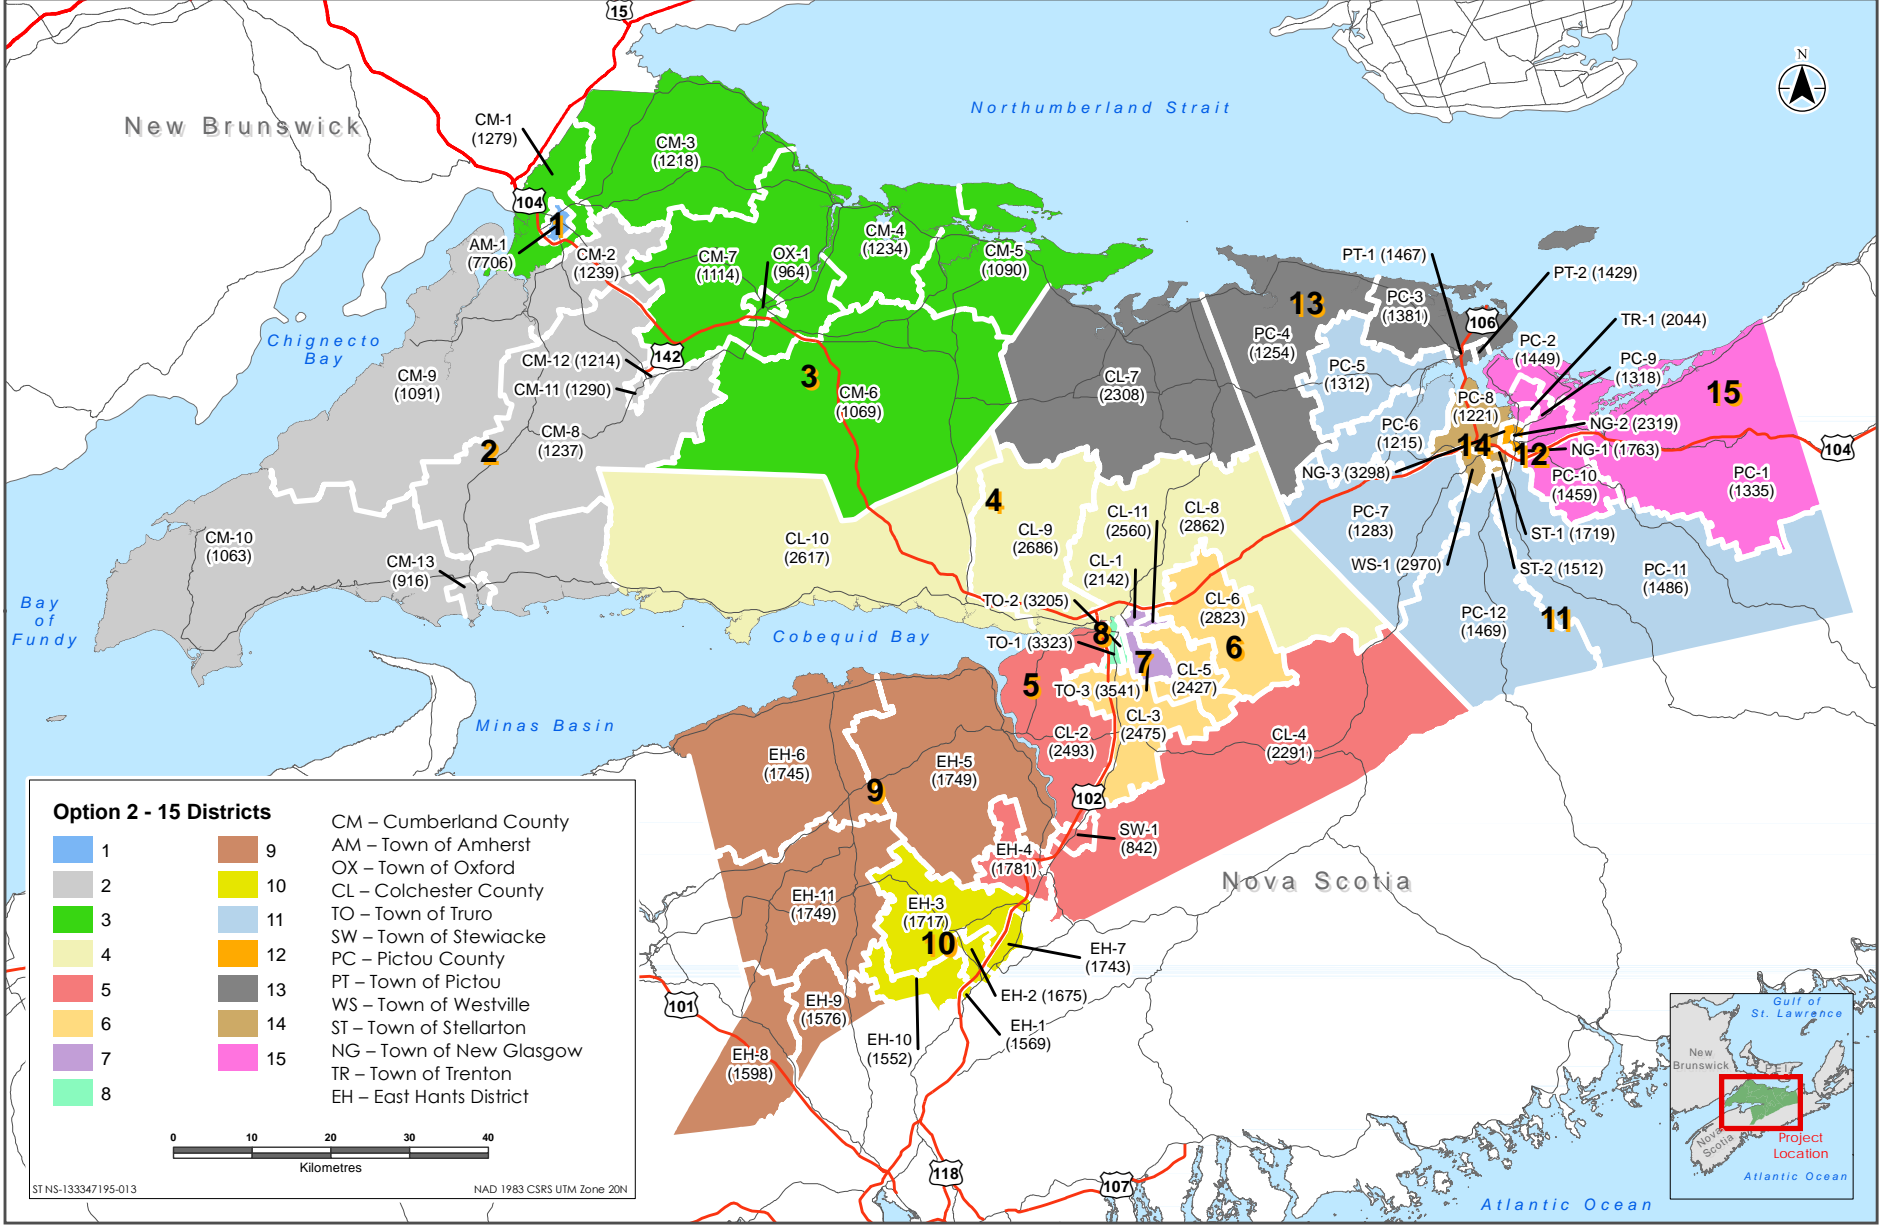 15
New Brunswick
Northumberland Strait
N
CM-1
(1279)
CM-3
(1218)
104
1
AM-1
(7706)
CM-2
(1239)
CM-7
(1114)
OX-1
(964)
CM-4
(1234)
CM-5
(1090)
PT-1 (1467)
PT-2 (1429)
13
PC-3
(1381)
106
TR-1 (2044)
PC-4
(1254)
PC-2
(1449)
PC-9
(1318)
Chignecto
Bay
142
CM-12 (1214)
CM-11 (1290)
CM-9
(1091)
3
CM-6
(1069)
CL-7
(2308)
PC-5
(1312)
15
PC-8
(1221)
PC-6
(1215)
NG-2 (2319)
14
12
NG-1 (1763)
104
2
CM-8
(1237)
NG-3 (3298)
PC-10
(1459)
PC-1
(1335)
4
CL-9
(2686)
CL-11
(2560)
CL-8
(2862)
PC-7
(1283)
ST-1 (1719)
CM-10
(1063)
CL-10
(2617)
CM-13
(916)
CL-1
(2142)
WS-1 (2970)
ST-2 (1512)
PC-11
(1486)
Bay
of
Fundy
TO-2 (3205)
CL-6
(2823)
PC-12
(1469)
11
Cobequid Bay
8
TO-1 (3323)
7
6
CL-5
(2427)
5
TO-3 (3541)
CL-3
(2475)
CL-2
(2493)
CL-4
(2291)
Minas Basin
EH-6
(1745)
EH-5
(1749)
9
102
SW-1
(842)
EH-4
(1781)
Nova Scotia
EH-11
(1749)
EH-3
(1717)
10
EH-7
(1743)
EH-2 (1675)
EH-9
(1576)
101
EH-10
(1552)
EH-1
(1569)
EH-8
(1598)
118
107
Atlantic Ocean
Option 2 - 15 Districts
1
2
3
4
5
6
7
8
9
10
11
12
13
14
15
CM – Cumberland County
AM – Town of Amherst
OX – Town of Oxford
CL – Colchester County
TO – Town of Truro
SW – Town of Stewiacke
PC – Pictou County
PT – Town of Pictou
WS – Town of Westville
ST – Town of Stellarton
NG – Town of New Glasgow
TR – Town of Trenton
EH – East Hants District
0 10 20 30 40
Kilometres
ST NS-133347195-013
NAD 1983 CSRS UTM Zone 20N
Gulf of
St. Lawrence
New
Brunswick
P.E.I.
Nova
Scotia
Project
Location
Atlantic Ocean